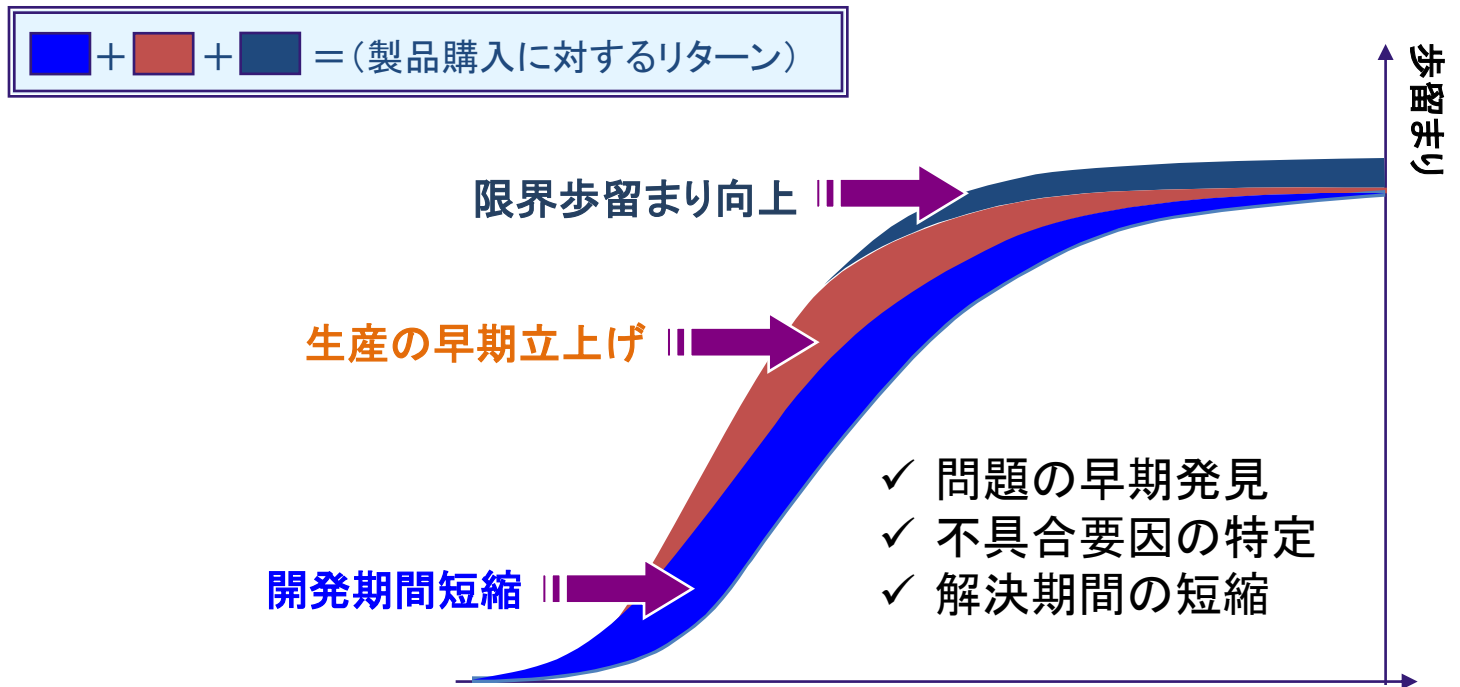 ＋＋＝（製品購入に対するリターン）
歩留まり
限界歩留まり向上
生産の早期立上げ
✓ 問題の早期発見
✓ 不具合要因の特定
✓ 解決期間の短縮
開発期間短縮